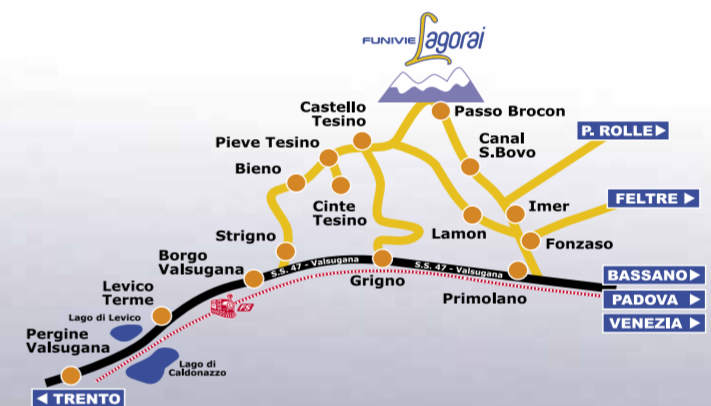 FUNIVIE Lagorai
Castello
Tesino
Passo Brocon
P. ROLLE
Pieve Tesino
Canal
S.Bovo
Bieno
Cinte
Tesino
Imer
FELTRE
Strigno
Lamon
Fonzaso
Borgo
Valsugana
S.S. 47 - Valsugana
S.S. 47 - Valsugana
Grigno
Primolano
BASSANO
PADOVA
VENEZIA
Levico
Terme
FS
Lago di Levico
Pergine
Valsugana
Lago di
Caldonazzo
TRENTO